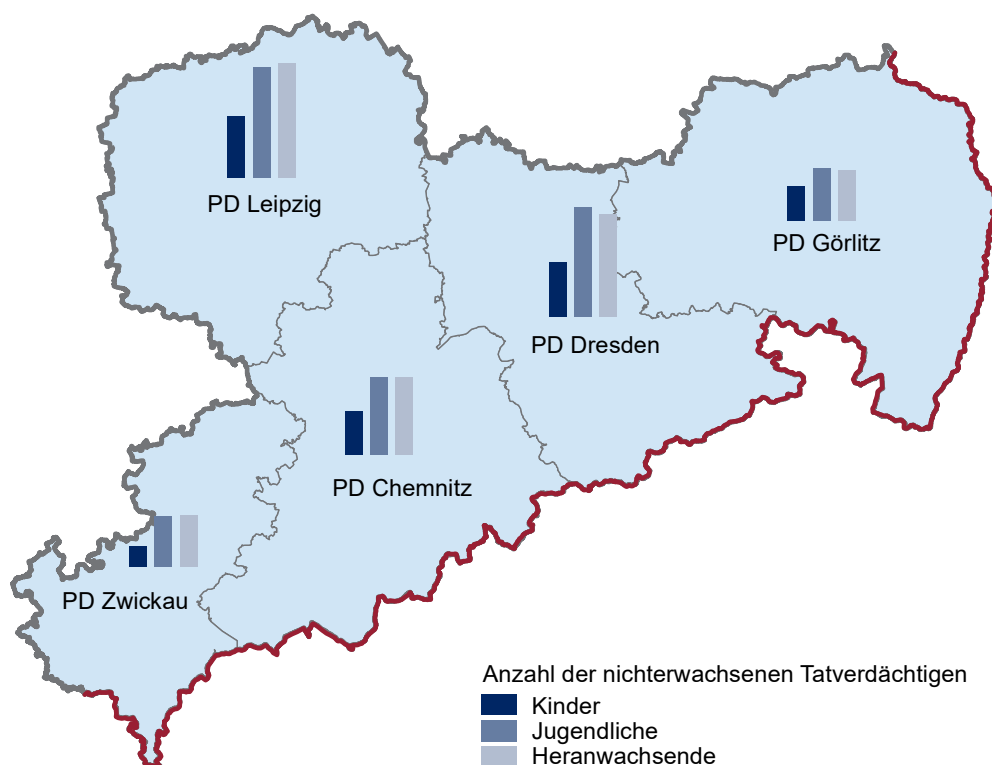 PD Leipzig
PD Görlitz
PD Dresden
PD Chemnitz
PD Zwickau
Anzahl der nichterwachsenen Tatverdächtigen
Kinder
Jugendliche
Heranwachsende